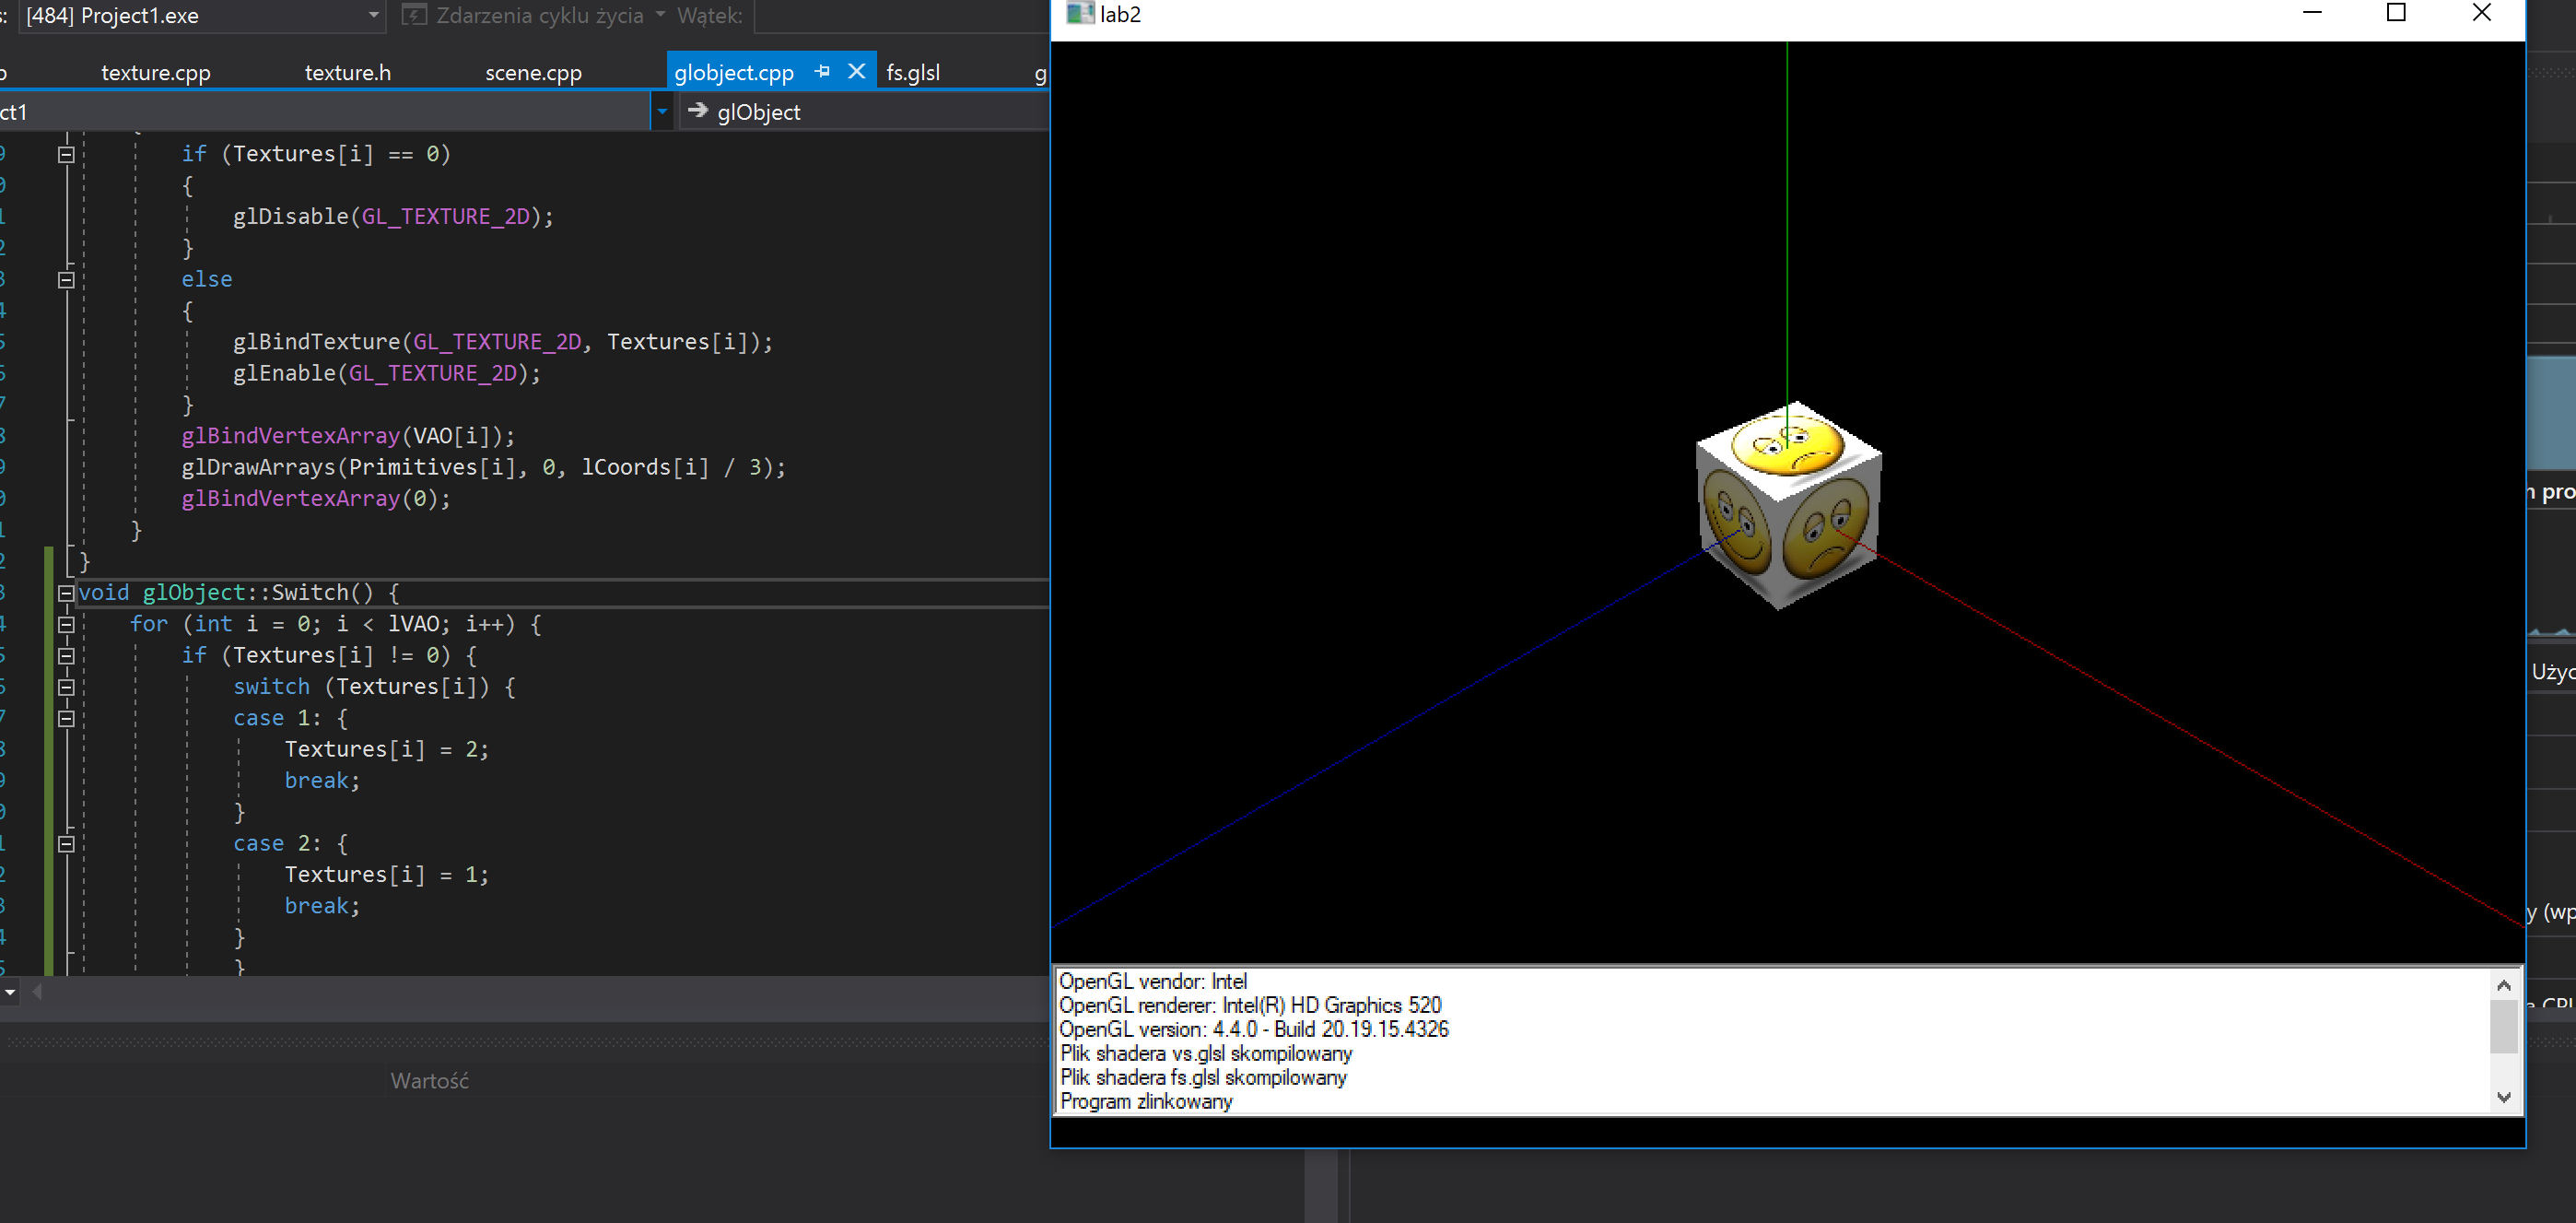 [484] Project1.exe
Zdarzenia cyklu życia
Wątek:
texture.cpp
texture.h
scene.cpp
globject.cpp
fs.glsl
g
ct1
glObject
if (Textures[i] == 0)
{
glDisable(GL_TEXTURE_2D);
}
else
{
glBindTexture(GL_TEXTURE_2D, Textures[i]);
glEnable(GL_TEXTURE_2D);
}
glBindVertexArray(VAO[i]);
glDrawArrays(Primitives[i], 0, lCoords[i] / 3);
glBindVertexArray(0);
}
}
void glObject::Switch() {
for (int i = 0; i < lVAO; i++) {
if (Textures[i] != 0) {
switch (Textures[i]) {
case 1: {
Textures[i] = 2;
break;
}
case 2: {
Textures[i] = 1;
break;
}
}
Wartość
lab2
OpenGL vendor: Intel
OpenGL renderer: Intel(R) HD Graphics 520
OpenGL version: 4.4.0 - Build 20.19.15.4326
Plik shadera vs.glsl skompilowany
Plik shadera fs.glsl skompilowany
Program zlinkowany
pro
Użyc
y (wp
CPU